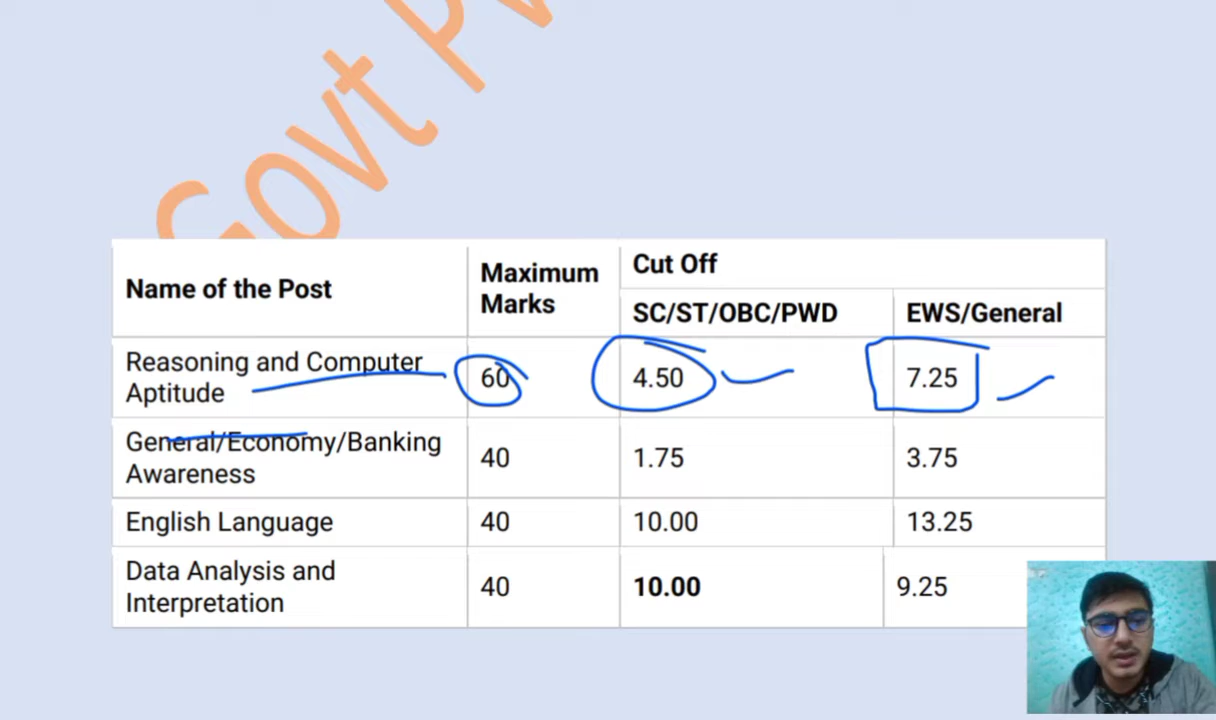 Govt
Name of the Post
Maximum
Marks
Cut Off
SC/ST/OBC/PWD
EWS/General
Reasoning and Computer
Aptitude
60
4.50
7.25
General/Economy/Banking
Awareness
40
1.75
3.75
English Language
40
10.00
13.25
Data Analysis and
Interpretation
40
10.00
9.25